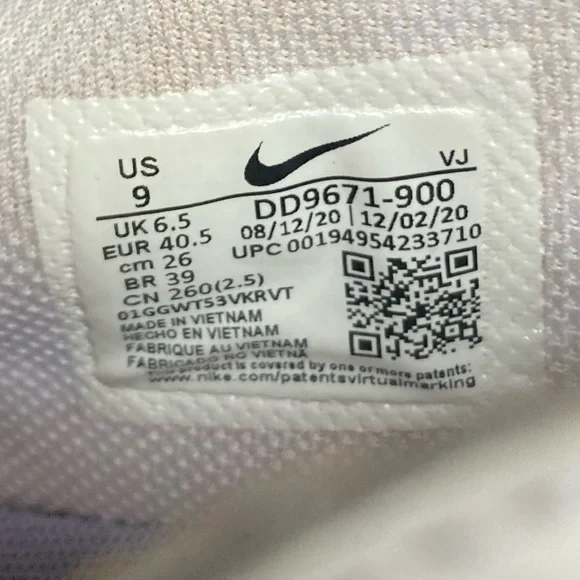 US
9
VJ
UK 6.5
EUR 40.5
cm 26
BR 39
CN 260(2.5)
01GGWT53VKRVT
MADE IN VIETNAM
HECHO EN VIETNAM
FABRIQUE AU VIETNAM
FABRICADO NO VIETNÃ
DD9671-900
08/12/20 | 12/02/20
UPC 00194954233710
This product is covered by one or more patents:
www.nike.com/patentsvirtualmarking